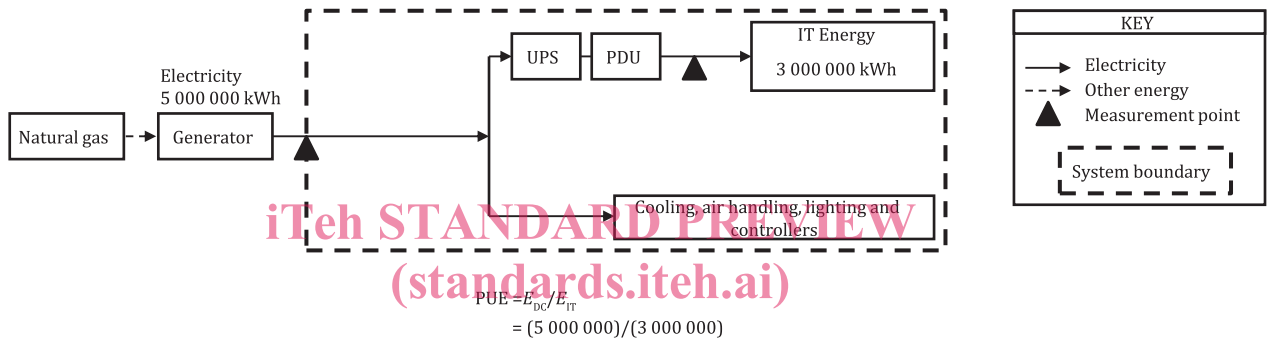 Electricity
5 000 000 kWh
Natural gas
Generator
UPS
PDU
IT Energy
3 000 000 kWh
Cooling, air handling, lighting and
controllers
KEY
Electricity
Other energy
Measurement point
System boundary
iTeh STANDARD PREVIEW
(standards.iteh.ai)
PUE =E_DC/E_IT
= (5 000 000)/(3 000 000)